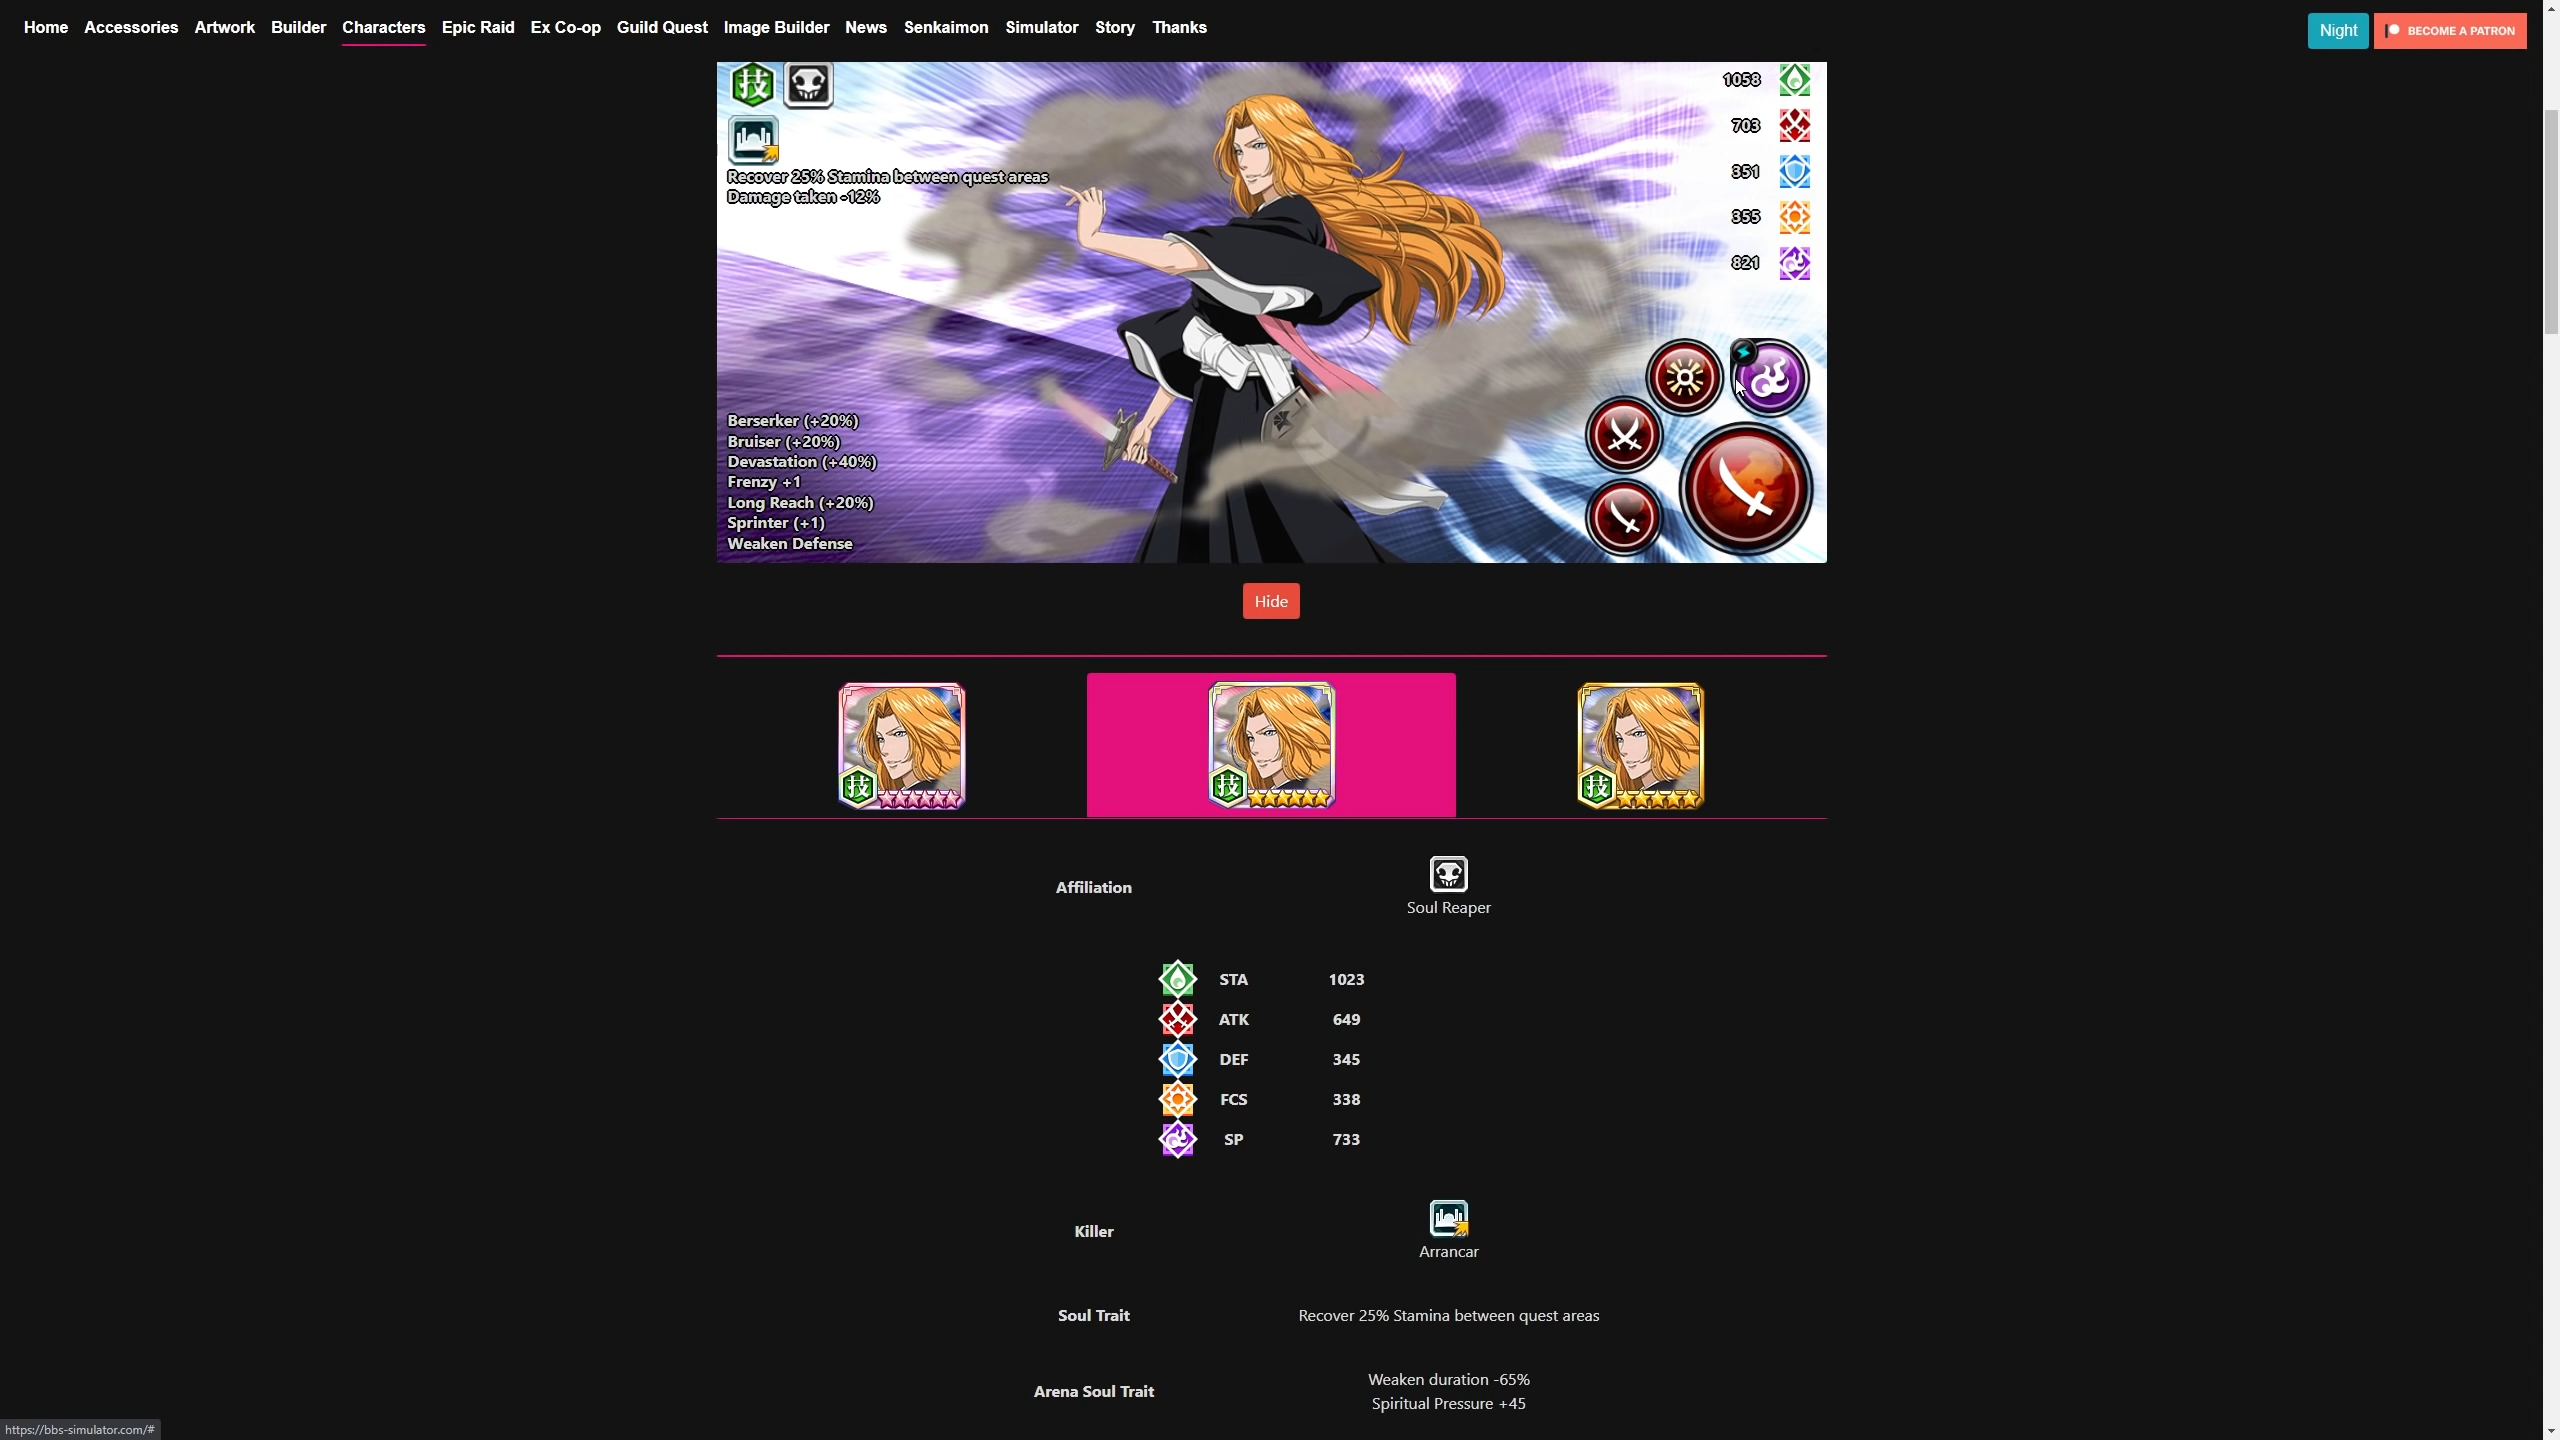 Home Accessories Artwork Builder Characters Epic Raid Ex Co-op Guild Quest Image Builder News Senkaimon Simulator Story Thanks
Night
BECOME A PATRON
技
Recover 25% Stamina between quest areas
Damage taken -12%
1058
703
351
355
821
Berserker (+20%)
Bruiser (+20%)
Devastation (+40%)
Frenzy +1
Long Reach (+20%)
Sprinter (+1)
Weaken Defense
Hide
技
技
技
Affiliation
Soul Reaper
STA 1023
ATK 649
DEF 345
FCS 338
SP 733
Killer
Arrancar
Soul Trait
Recover 25% Stamina between quest areas
Arena Soul Trait
Weaken duration -65%
Spiritual Pressure +45
https://bbs-simulator.com/#